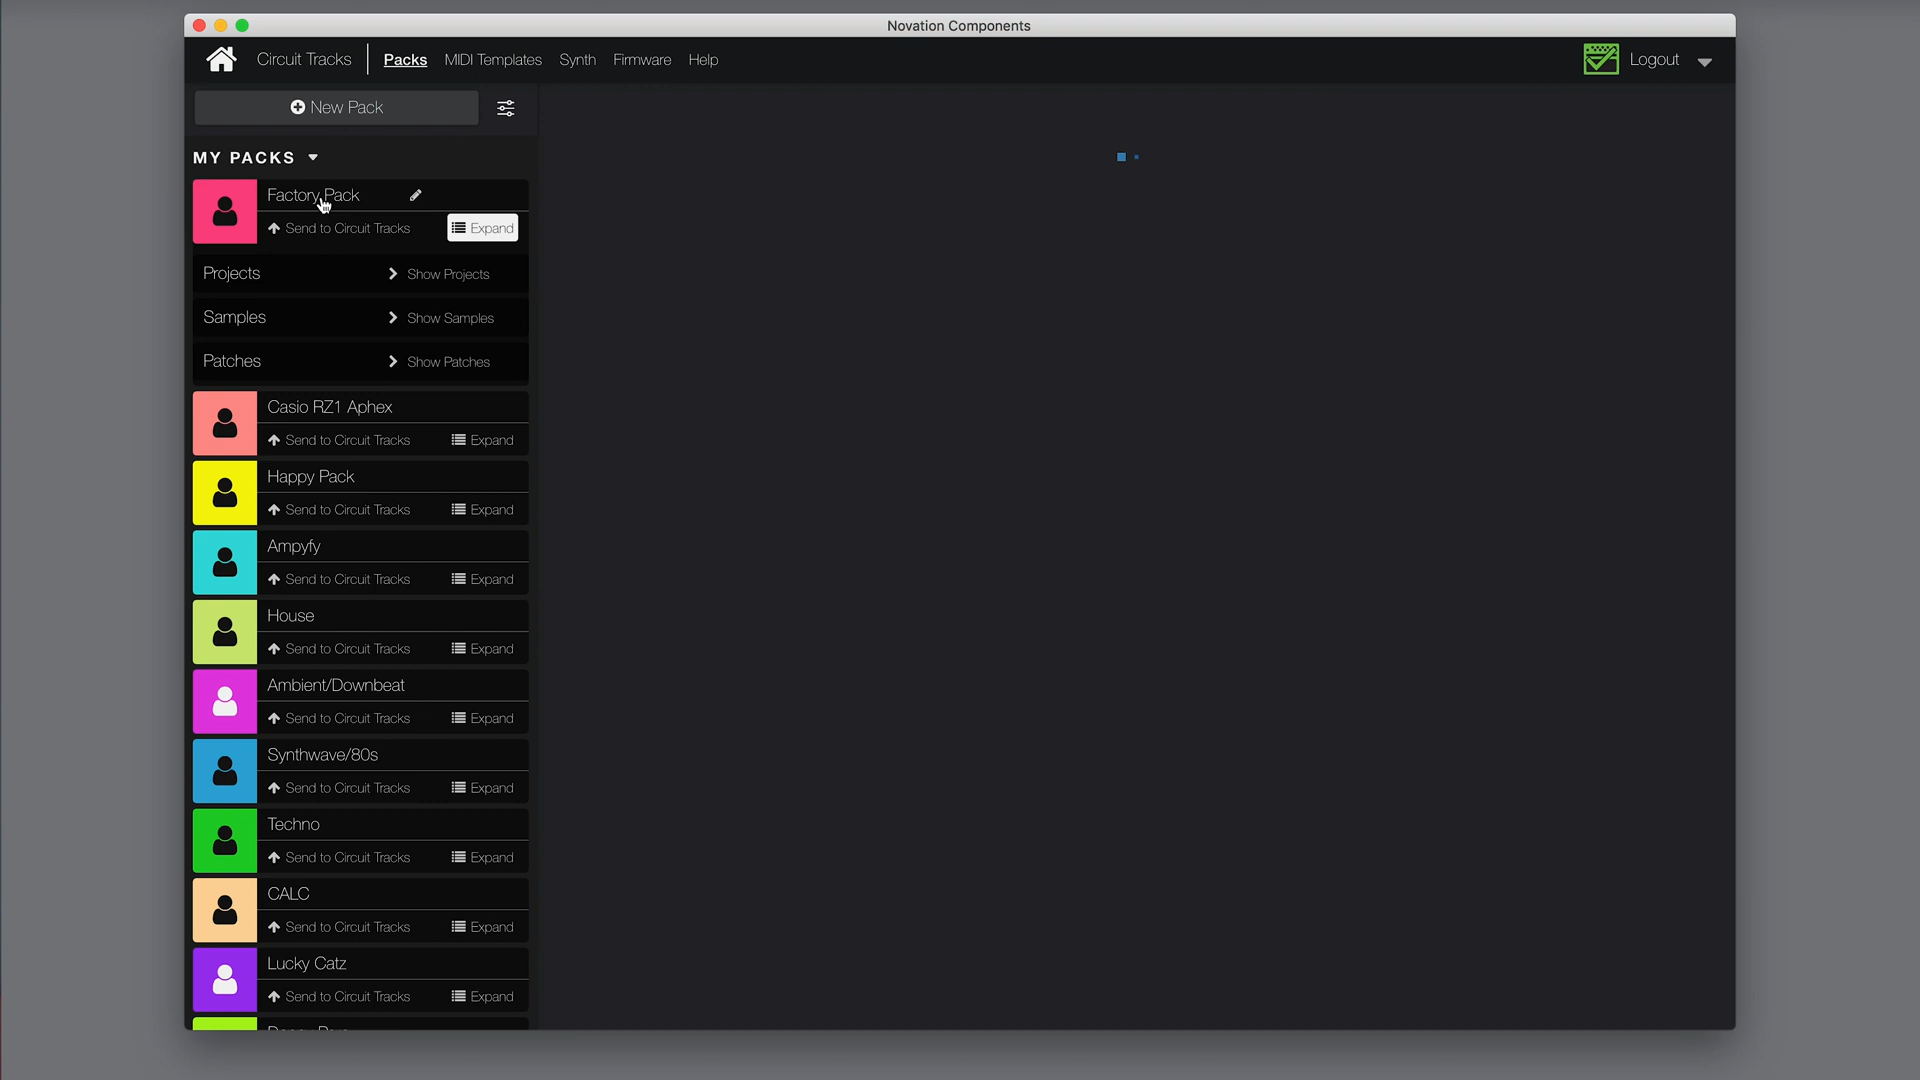 Novation Components
Circuit Tracks Packs MIDI Templates Synth Firmware Help Logout
New Pack
MY PACKS
Factory Pack
Send to Circuit Tracks Expand
Projects Show Projects
Samples Show Samples
Patches Show Patches
Casio RZ1 Aphex
Send to Circuit Tracks Expand
Happy Pack
Send to Circuit Tracks Expand
Ampyfy
Send to Circuit Tracks Expand
House
Send to Circuit Tracks Expand
Ambient/Downbeat
Send to Circuit Tracks Expand
Synthwave/80s
Send to Circuit Tracks Expand
Techno
Send to Circuit Tracks Expand
CALC
Send to Circuit Tracks Expand
Lucky Catz
Send to Circuit Tracks Expand